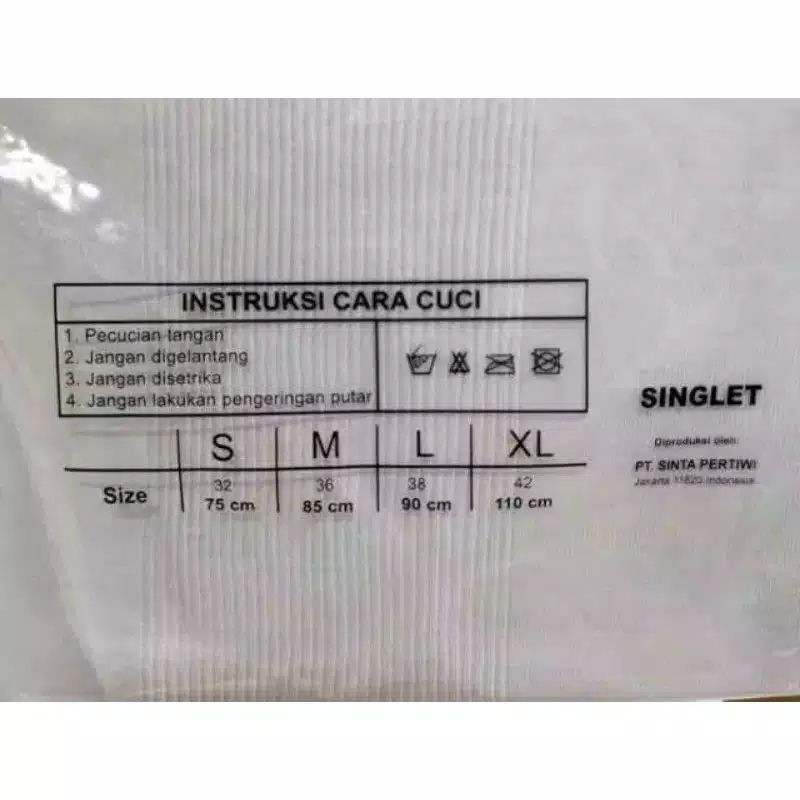 INSTRUKSI CARA CUCI
1. Pecucian tangan
2. Jangan digelantang
3. Jangan disetrika
4. Jangan lakukan pengeringan putar
S M L XL
Size 32 36 38 42
75 cm 85 cm 90 cm 110 cm
SINGLET
Diproduksi oleh:
PT. SINTA PERTIWI
Jakarta 11820 Indonesia